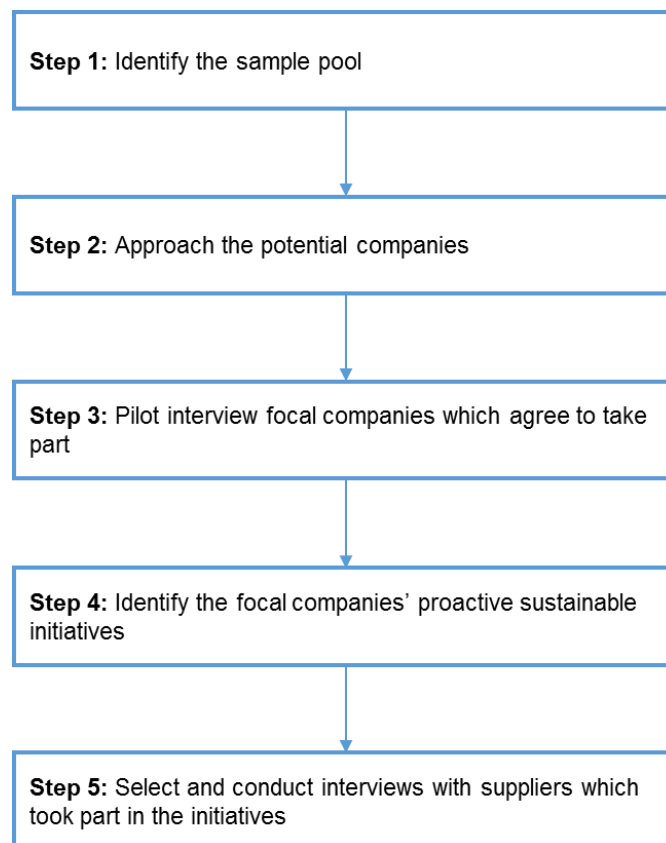 Step 1: Identify the sample pool
Step 2: Approach the potential companies
Step 3: Pilot interview focal companies which agree to take
part
Step 4: Identify the focal companies’ proactive sustainable
initiatives
Step 5: Select and conduct interviews with suppliers which
took part in the initiatives